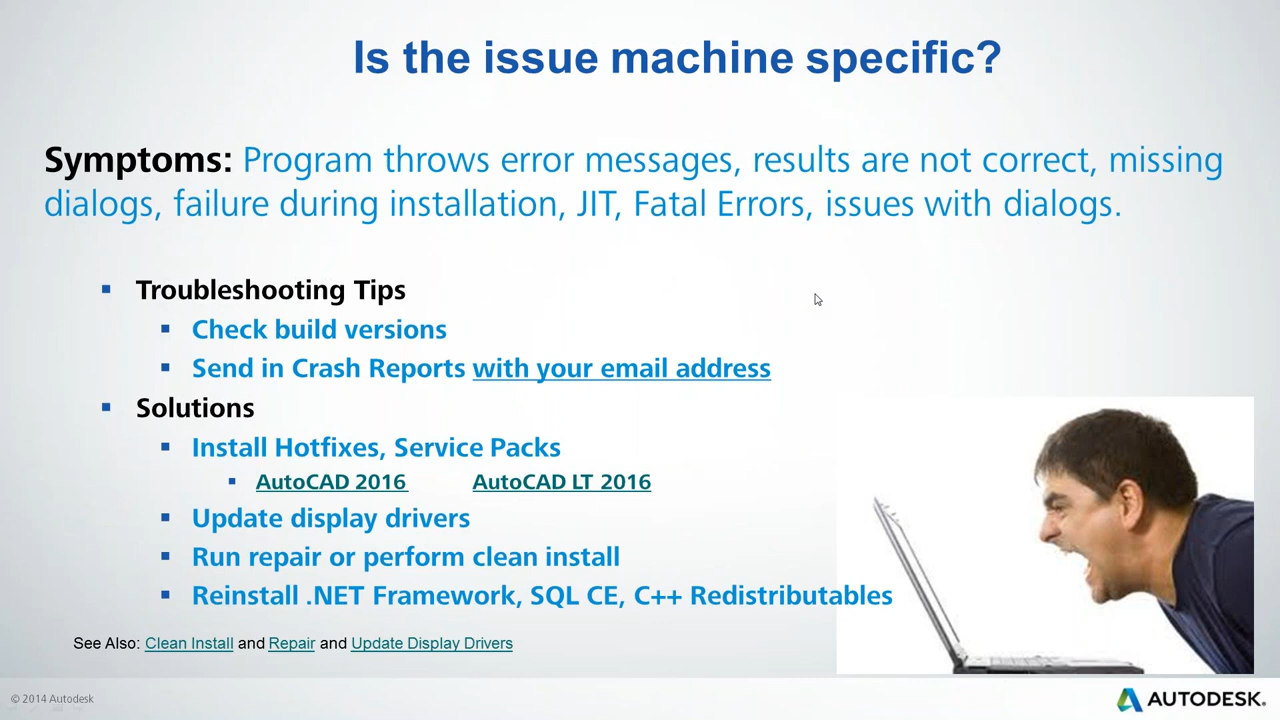 Is the issue machine specific?
Symptoms: Program throws error messages, results are not correct, missing
dialogs, failure during installation, JIT, Fatal Errors, issues with dialogs.
Troubleshooting Tips
Check build versions
Send in Crash Reports with your email address
Solutions
Install Hotfixes, Service Packs
AutoCAD 2016 AutoCAD LT 2016
Update display drivers
Run repair or perform clean install
Reinstall .NET Framework, SQL CE, C++ Redistributables
See Also: Clean Install and Repair and Update Display Drivers
© 2014 Autodesk
AUTODESK.